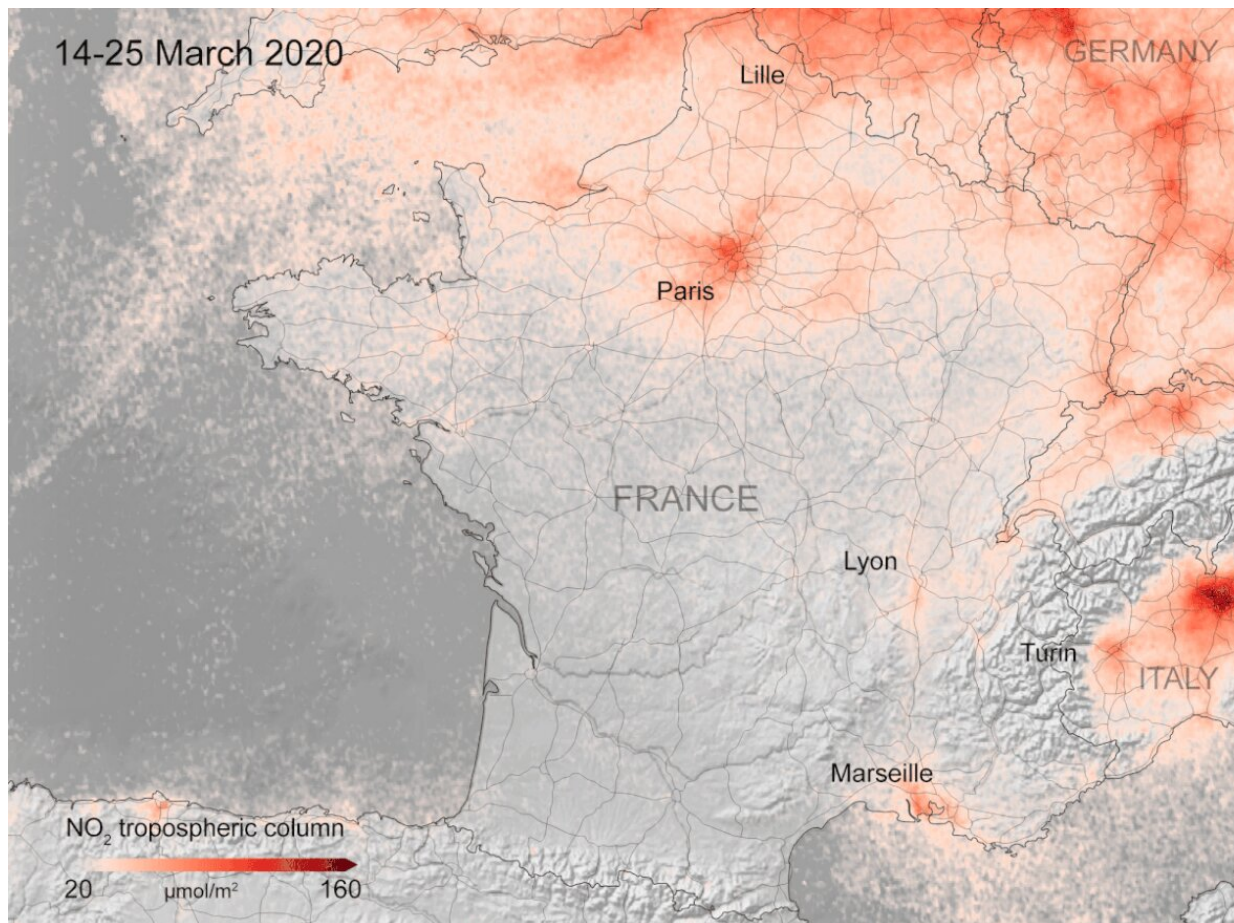 14-25 March 2020
GERMANY
Lille
Paris
FRANCE
Lyon
Turin
ITALY
Marseille
NO₂ tropospheric column
20 µmol/m² 160